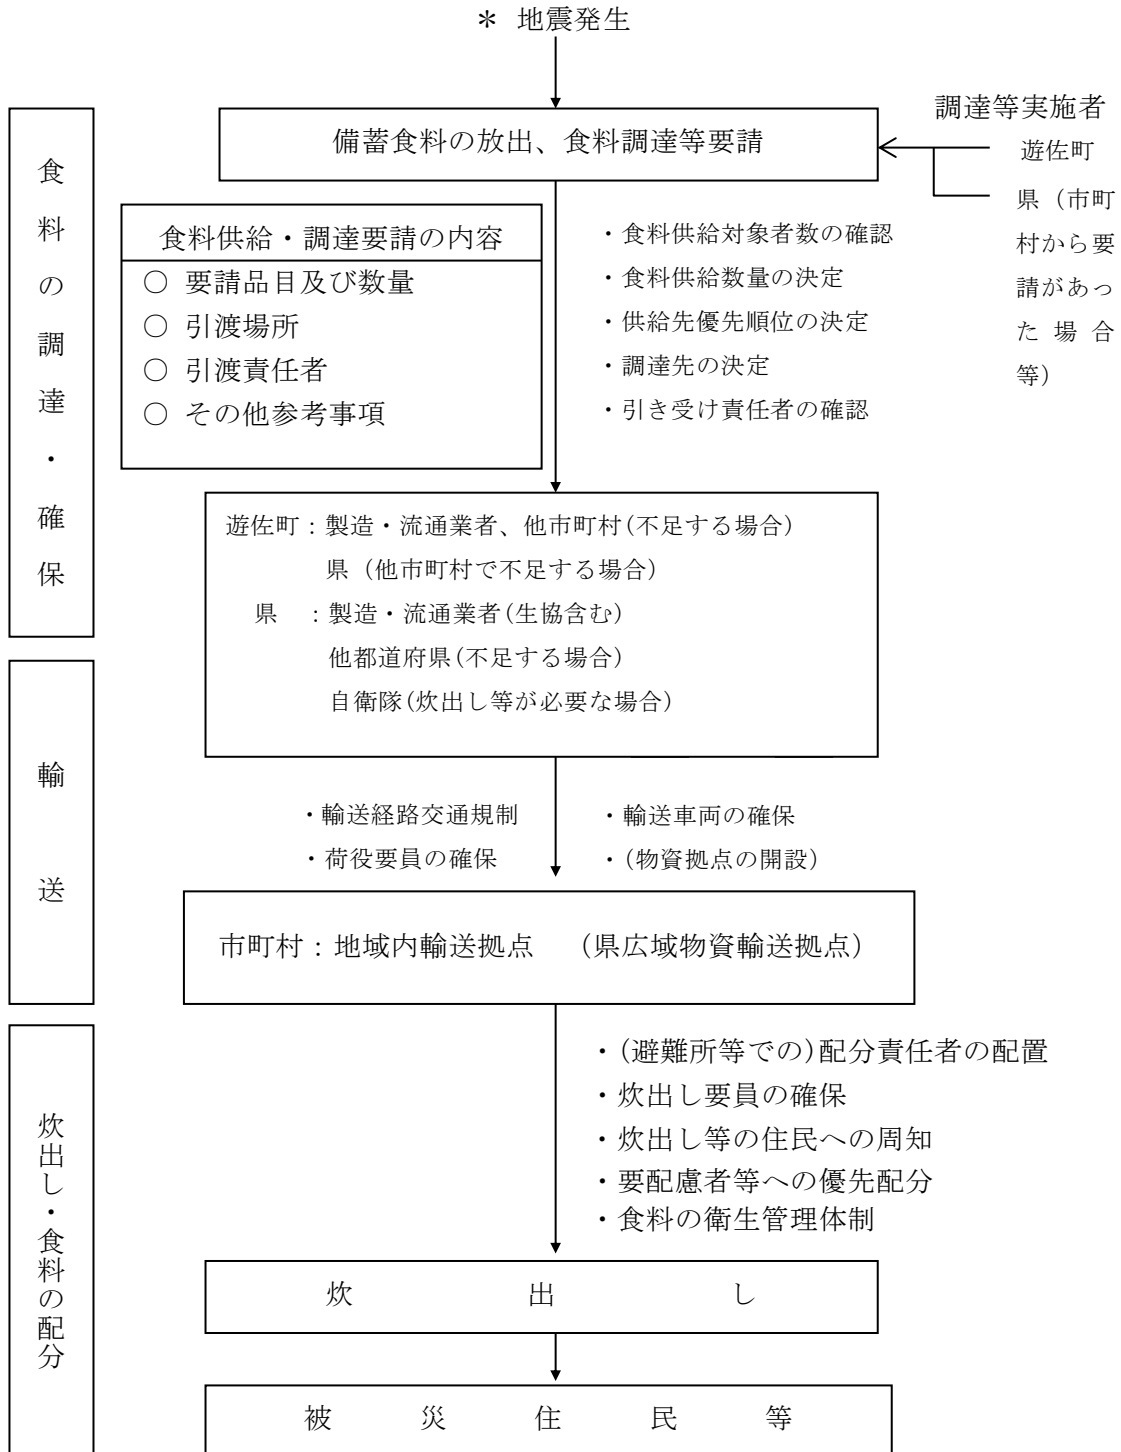 ＊ 地震発生
食料の調達・確保
備蓄食料の放出、食料調達等要請
調達等実施者
遊佐町
県（市町
村から要
請があっ
た場合
等）
食料供給・調達要請の内容
○ 要請品目及び数量
○ 引渡場所
○ 引渡責任者
○ その他参考事項
・食料供給対象者数の確認
・食料供給数量の決定
・供給先優先順位の決定
・調達先の決定
・引き受け責任者の確認
遊佐町：製造・流通業者、他市町村(不足する場合)
県（他市町村で不足する場合）
県　：製造・流通業者(生協含む)
他都道府県(不足する場合)
自衛隊(炊出し等が必要な場合)
輸送
・輸送経路交通規制
・荷役要員の確保
・輸送車両の確保
・(物資拠点の開設)
市町村：地域内輸送拠点　（県広域物資輸送拠点）
炊出し・食料の配分
・(避難所等での)配分責任者の配置
・炊出し要員の確保
・炊出し等の住民への周知
・要配慮者等への優先配分
・食料の衛生管理体制
炊出し
被災住民等